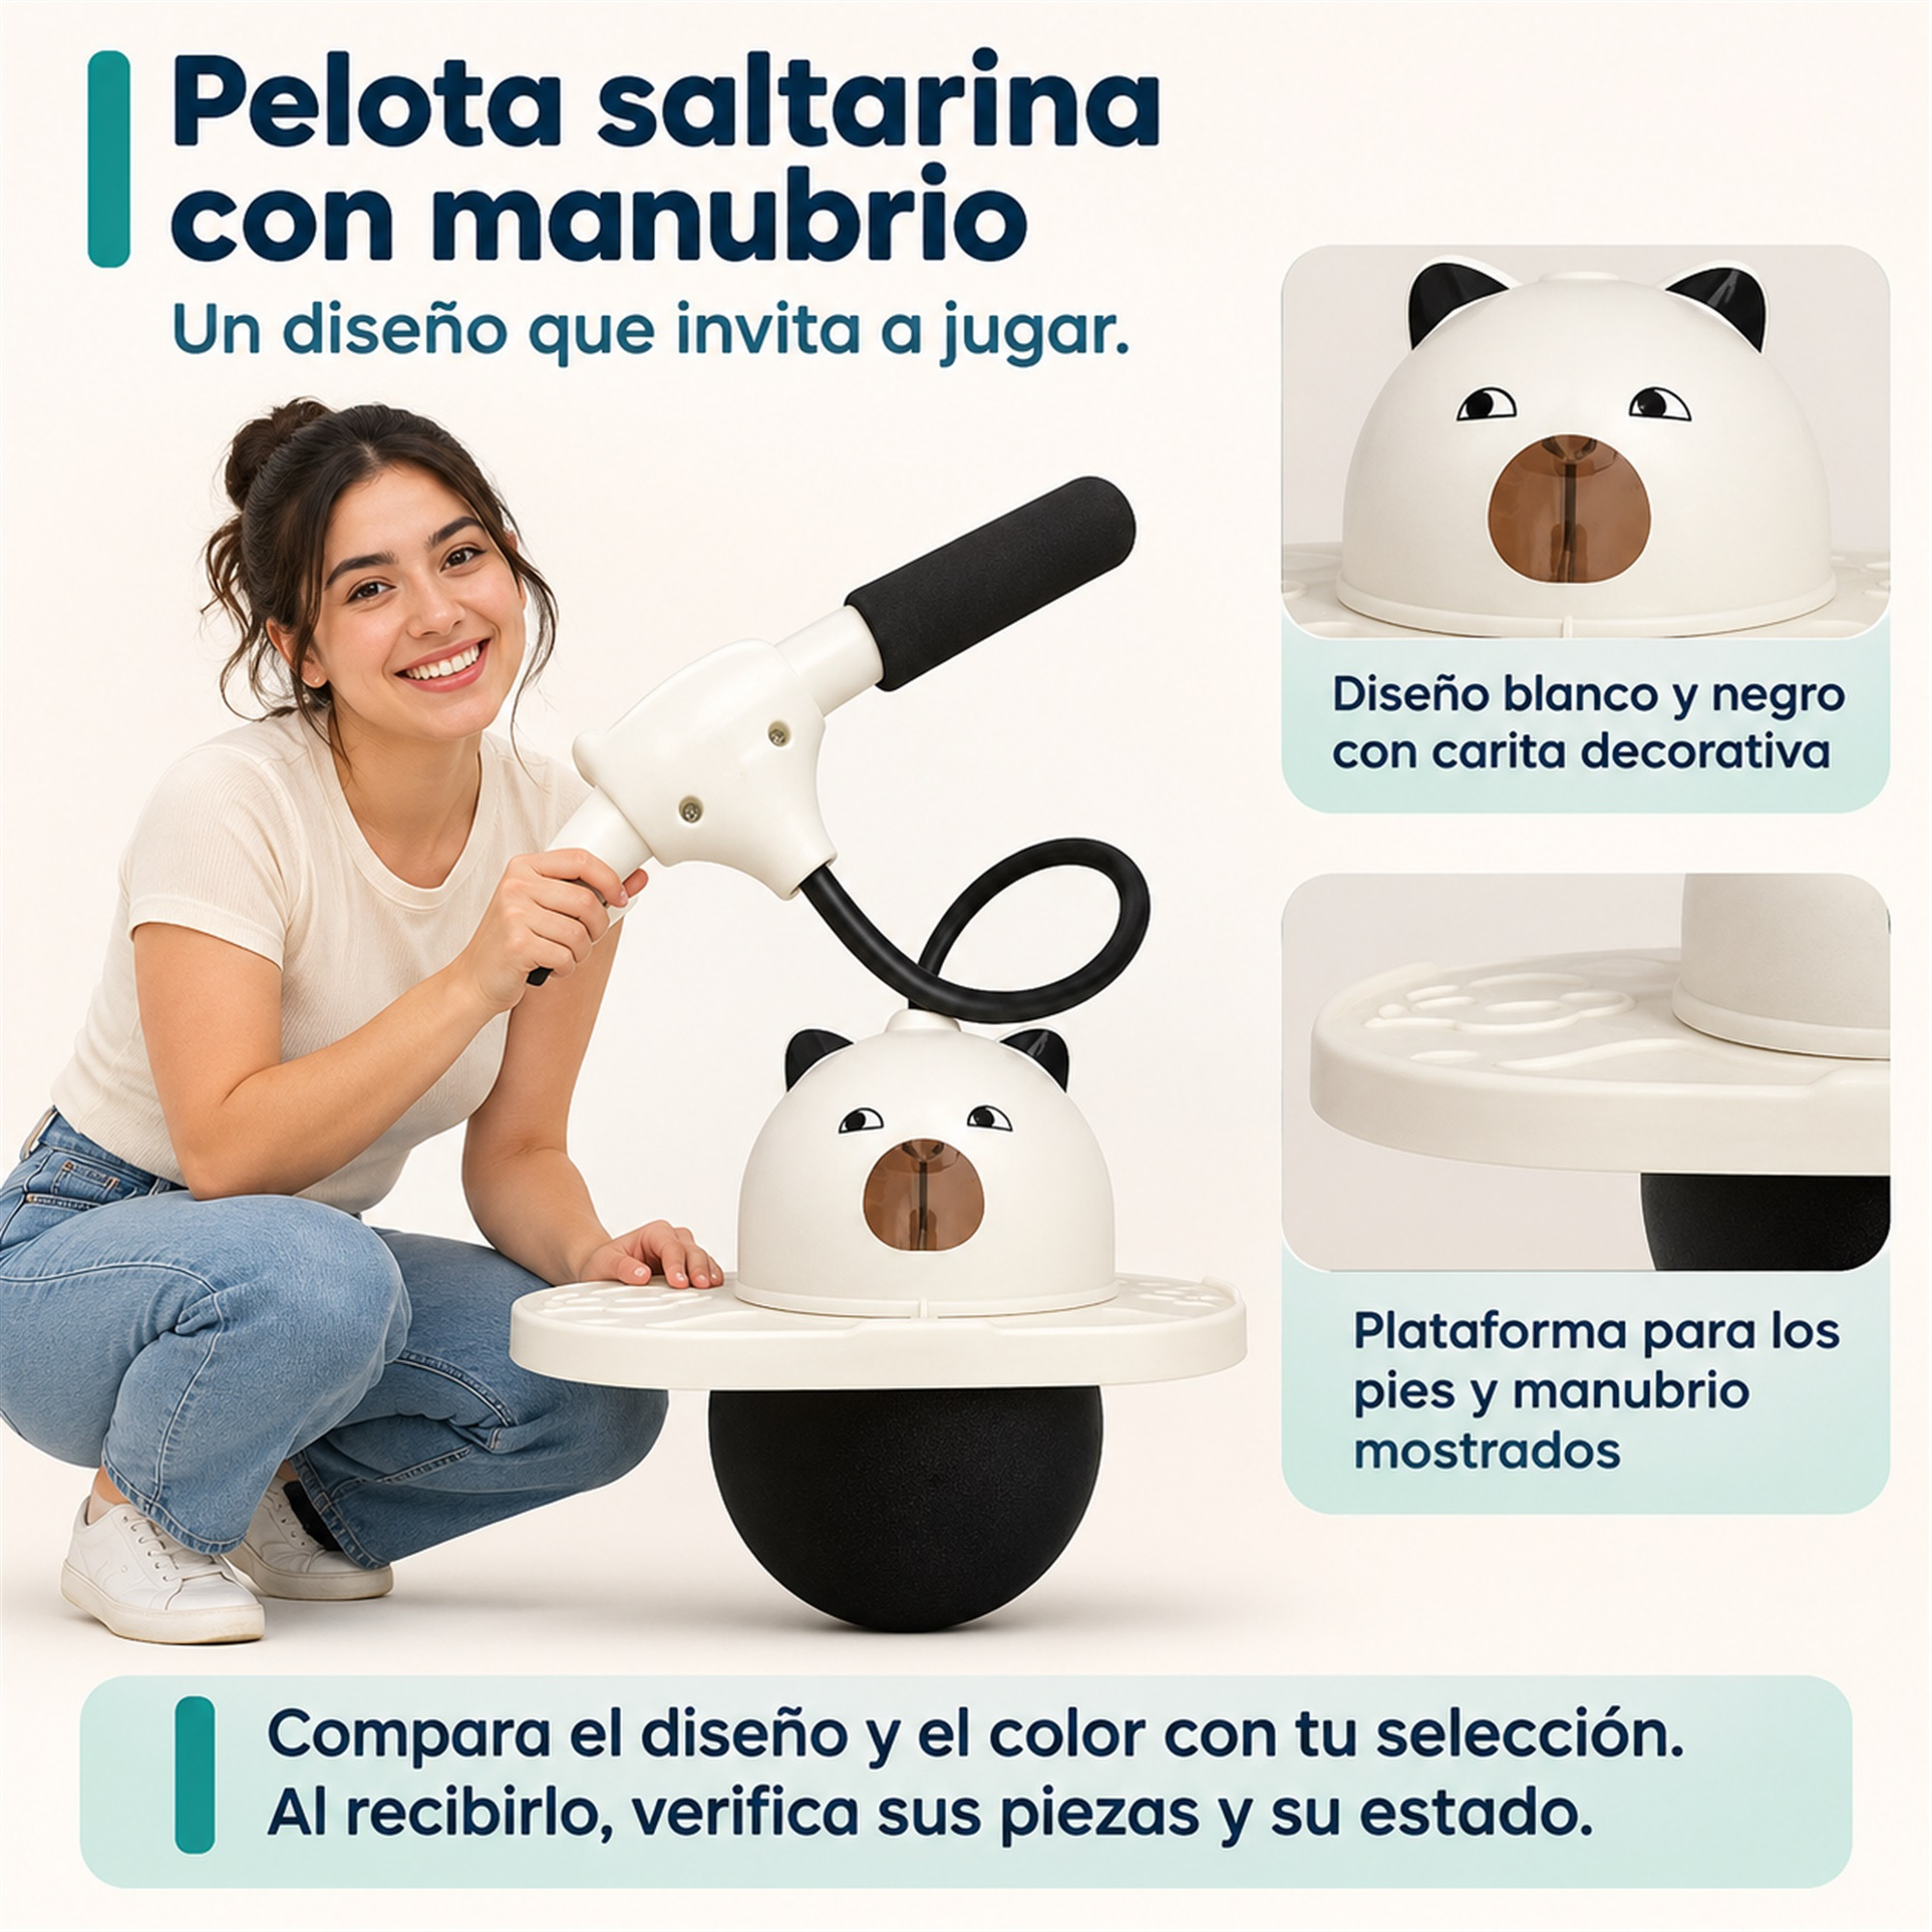 Pelota saltarina
con manubrio
Un diseño que invita a jugar.
Diseño blanco y negro
con carita decorativa
Plataforma para los
pies y manubrio
mostrados
Compara el diseño y el color con tu selección.
Al recibirlo, verifica sus piezas y su estado.